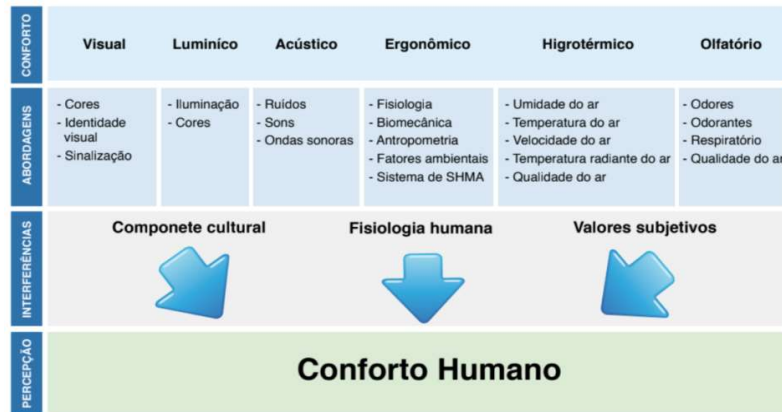 CONFORTO
Visual
Lumíníco
Acústico
Ergonômico
Higrotérmico
Olfatório
ABORDAGENS
- Cores
- Identidade
visual
- Sinalização
- Iluminação
- Cores
- Ruídos
- Sons
- Ondas sonoras
- Fisiologia
- Biomecânica
- Antropometria
- Fatores ambientais
- Sistema de SHMA
- Umidade do ar
- Temperatura do ar
- Velocidade do ar
- Temperatura radiante do ar
- Qualidade do ar
- Odores
- Odorantes
- Respiratório
- Qualidade do ar
INTERFERÊNCIAS
Componete cultural
Fisiologia humana
Valores subjetivos
PERCEPÇÃO
Conforto Humano